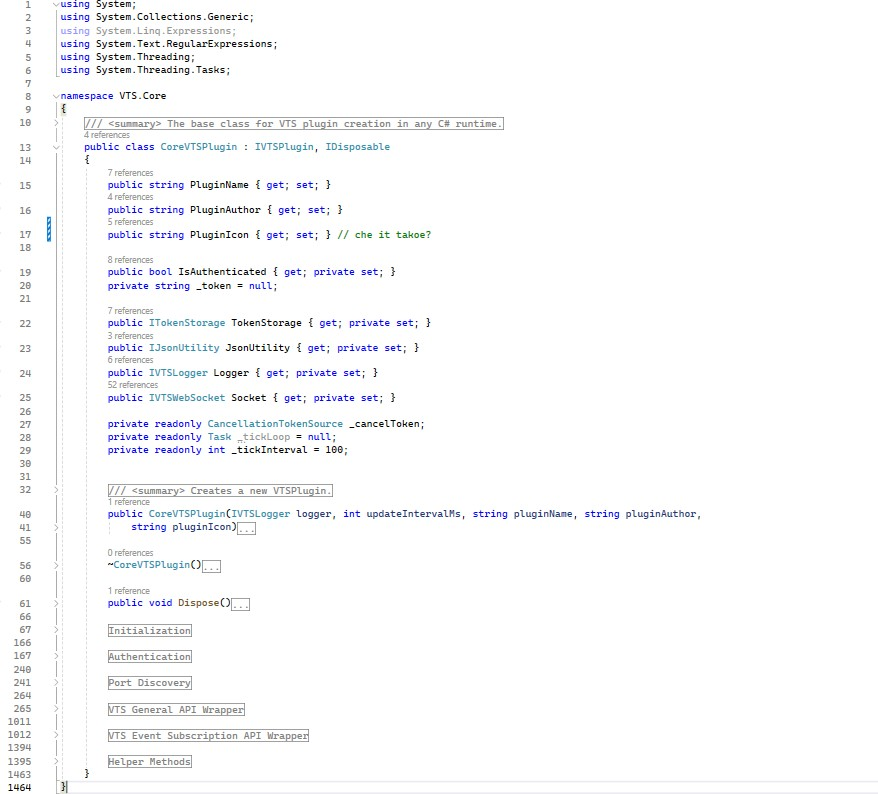 1 using System;
2 using System.Collections.Generic;
3 using System.Linq.Expressions;
4 using System.Text.RegularExpressions;
5 using System.Threading;
6 using System.Threading.Tasks;
7
8 namespace VTS.Core
9 {
10 /// <summary> The base class for VTS plugin creation in any C# runtime.
4 references
13 public class CoreVTSPlugin : IVTSPlugin, IDisposable
14 {
7 references
15 public string PluginName { get; set; }
4 references
16 public string PluginAuthor { get; set; }
5 references
17 public string PluginIcon { get; set; } // che it takoe?
18
8 references
19 public bool IsAuthenticated { get; private set; }
20 private string _token = null;
21
7 references
22 public ITokenStorage TokenStorage { get; private set; }
3 references
23 public IJsonUtility JsonUtility { get; private set; }
6 references
24 public IVTSLogger Logger { get; private set; }
52 references
25 public IVTSWebSocket Socket { get; private set; }
26
27 private readonly CancellationTokenSource _cancelToken;
28 private readonly Task _tickLoop = null;
29 private readonly int _tickInterval = 100;
30
31
32 /// <summary> Creates a new VTSPlugin.
1 reference
40 public CoreVTSPlugin(IVTSLogger logger, int updateIntervalMs, string pluginName, string pluginAuthor,
41 string pluginIcon)...
55
0 references
56 ~CoreVTSPlugin()...
60
1 reference
61 public void Dispose()...
66
67 Initialization
166
167 Authentication
240
241 Port Discovery
264
265 VTS General API Wrapper
1011
1012 VTS Event Subscription API Wrapper
1394
1395 Helper Methods
1463 }
1464 }